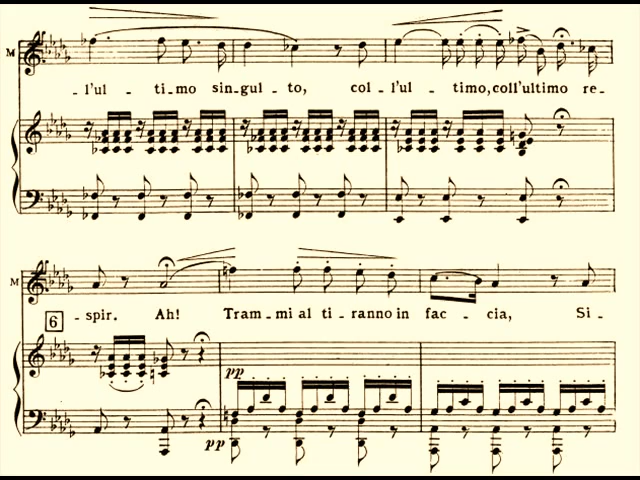 M
- l'ul - ti - mo sin - gul - to, col - l'ul - timo, coll'ultimo re -
M
6 - spir. Ah! Tram - mi al ti - ranno in fac - cia, Si -
pp
pp